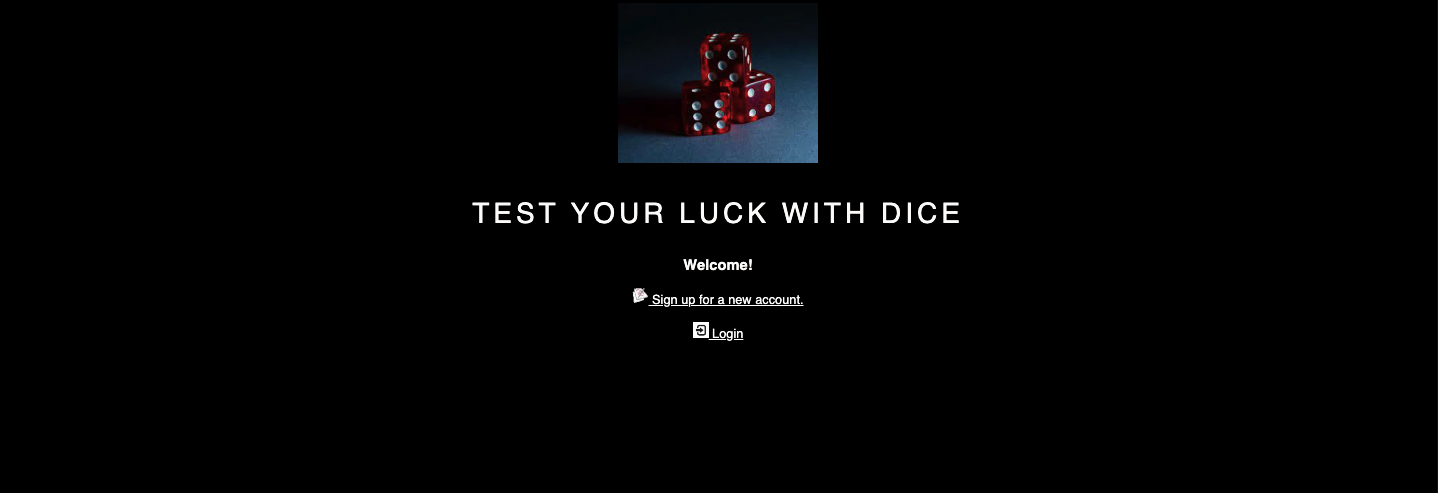 TEST YOUR LUCK WITH DICE
Welcome!
Sign up for a new account.
Login